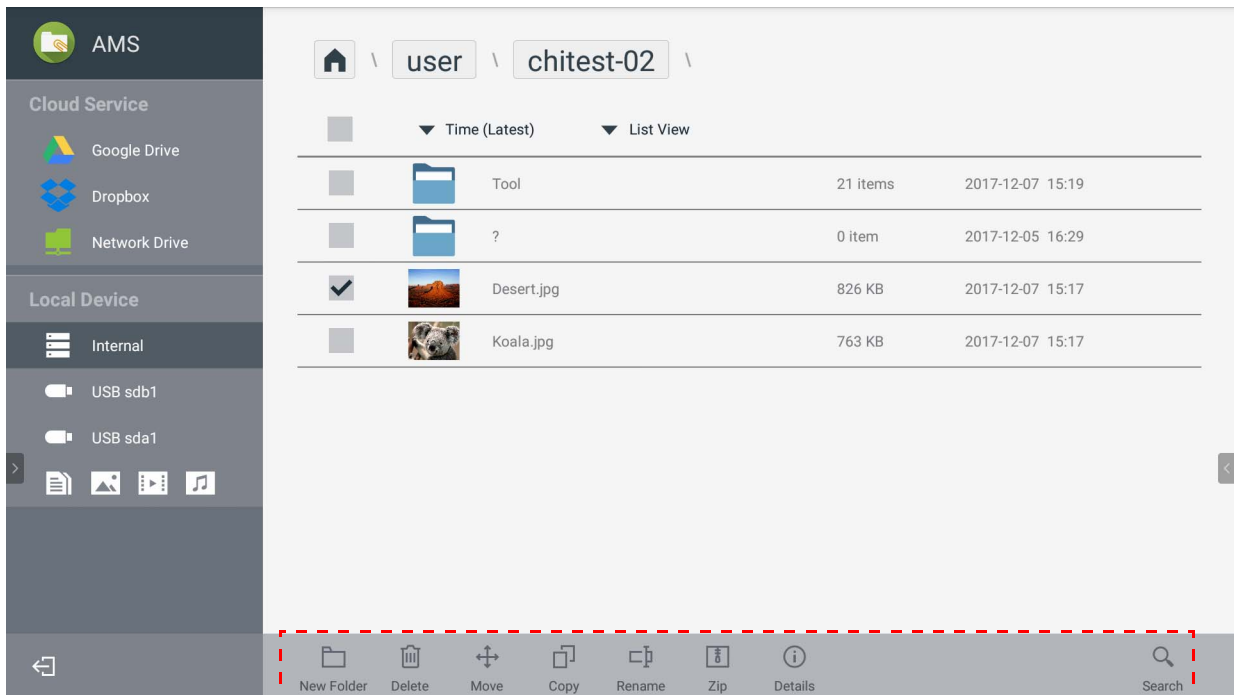 AMS
Cloud Service
Google Drive
Dropbox
Network Drive
Local Device
Internal
USB sdb1
USB sda1
\ user \ chitest-02 \
Time (Latest) List View
Tool 21 items 2017-12-07 15:19
? 0 item 2017-12-05 16:29
Desert.jpg 826 KB 2017-12-07 15:17
Koala.jpg 763 KB 2017-12-07 15:17
New Folder Delete Move Copy Rename Zip Details Search